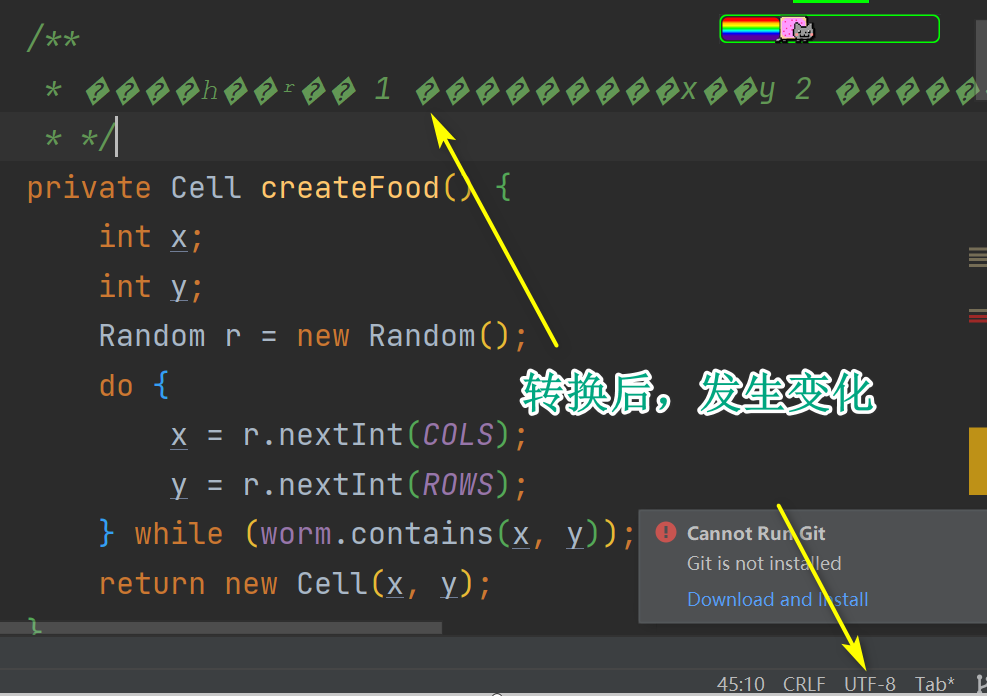 /**
 * ����h��r�� 1 ���������x��y 2 �����
 * */
private Cell createFood() {
    int x;
    int y;
    Random r = new Random();
    do {
        x = r.nextInt(COLS);
        y = r.nextInt(ROWS);
    } while (worm.contains(x, y));
    return new Cell(x, y);
}
转换后，发生变化
Cannot Run Git
Git is not installed
Download and Install
45:10 CRLF UTF-8 Tab*